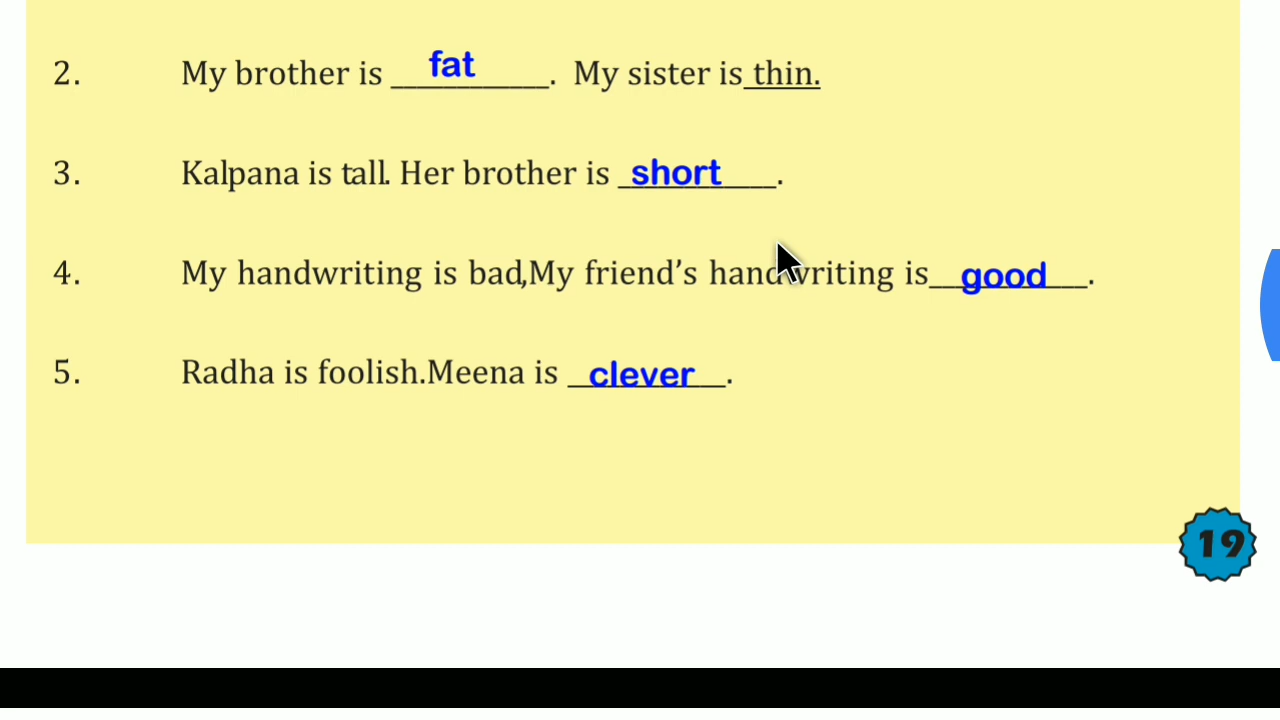 2. My brother is fat. My sister is thin.
3. Kalpana is tall. Her brother is short.
4. My handwriting is bad,My friend’s handwriting is good.
5. Radha is foolish.Meena is clever.
19